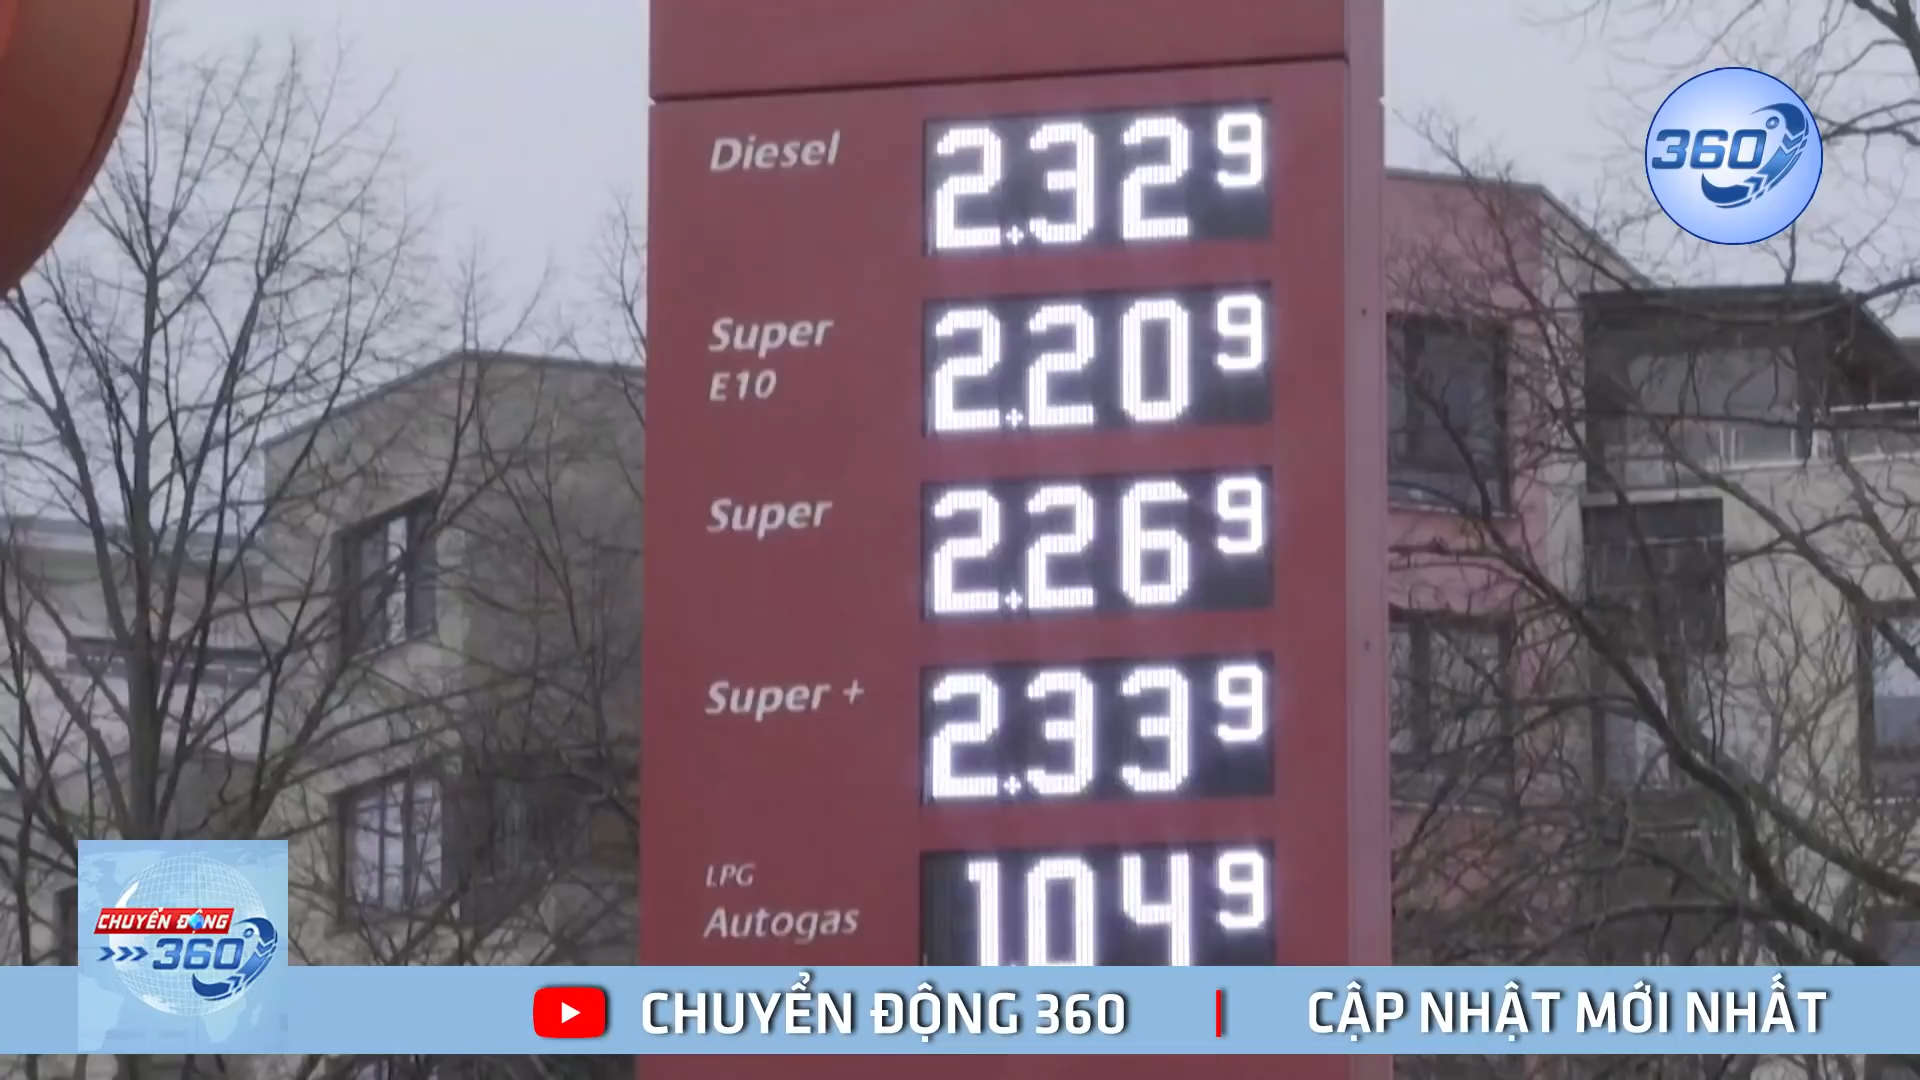 Diesel 2.329
360
Super
E10
2.209
Super 2.269
Super + 2.339
LPG
Autogas
1.049
CHUYỂN ĐỘNG
360
CHUYỂN ĐỘNG 360 | CẬP NHẬT MỚI NHẤT